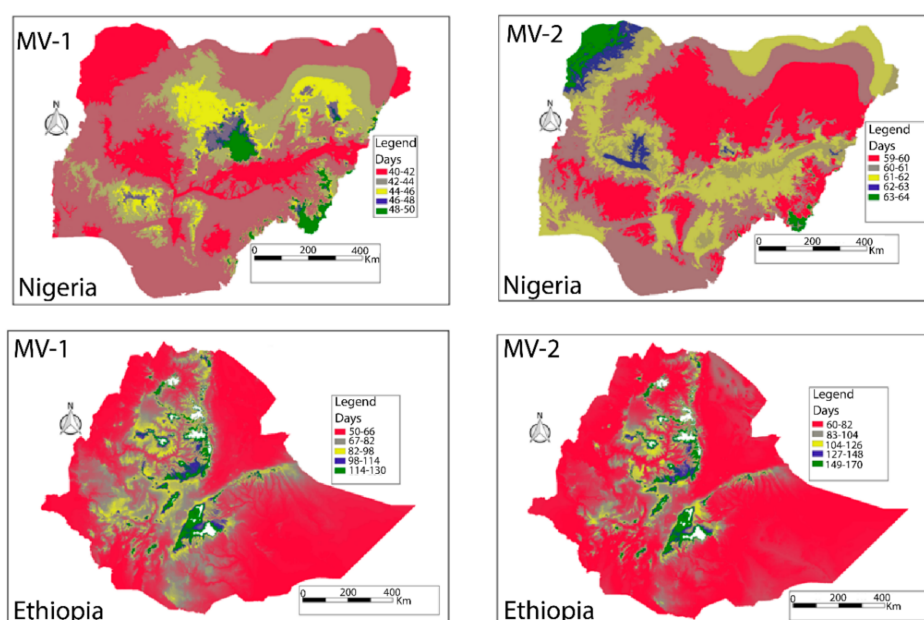 MV-1
N
Legend
Days
40-42
42-44
44-46
46-48
48-50
0 200 400
Km
Nigeria
MV-2
N
Legend
Days
59-60
60-61
61-62
62-63
63-64
0 200 400
Km
Nigeria
MV-1
N
Legend
Days
50-66
67-82
82-98
98-114
114-130
0 200 400
Km
Ethiopia
MV-2
N
Legend
Days
60-82
83-104
104-126
127-148
149-170
0 200 400
Km
Ethiopia